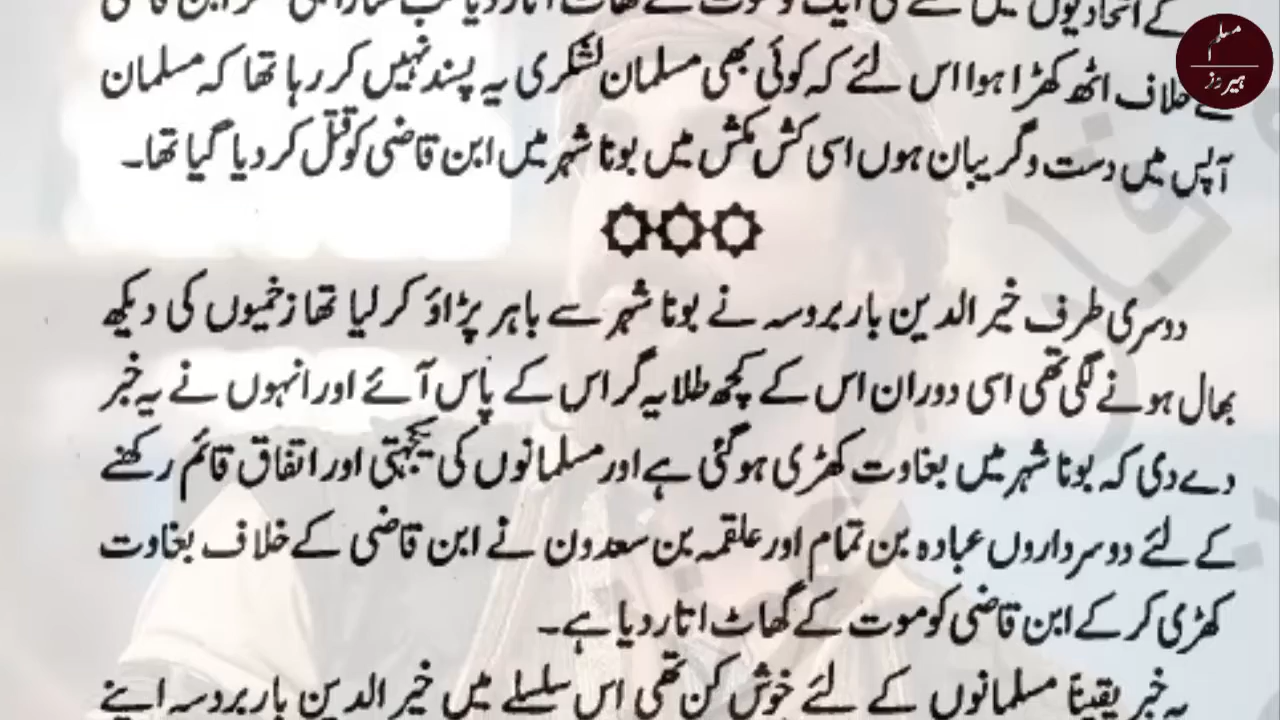 مسلم
ہیروز
خلاف اٹھ کھڑا ہوا اس لئے کہ کوئی بھی مسلمان لشکری یہ پسند نہیں کر رہا تھا کہ مسلمان
آپس میں دست و گریبان ہوں اسی کش مکش میں بونا شہر میں ابن قاضی کو قتل کر دیا گیا تھا۔
دوسری طرف خیر الدین باربروسہ نے بونا شہر سے باہر پڑاؤ کر لیا تھا زخمیوں کی دیکھ
بھال ہونے لگی تھی اسی دوران اس کے کچھ طلایہ گر اس کے پاس آئے اور انہوں نے یہ خبر
دے دی کہ بونا شہر میں بغاوت کھڑی ہو گئی ہے اور مسلمانوں کی یکجہتی اور اتفاق قائم رکھنے
کے لئے دو سرداروں عبادہ بن تمام اور علقمہ بن سعدون نے ابن قاضی کے خلاف بغاوت
کھڑی کر کے ابن قاضی کو موت کے گھاٹ اتار دیا ہے۔
یہ خبر یقیناً مسلمانوں کے لئے خوش کن تھی اس سلسلے میں خیر الدین باربروسہ اپنے